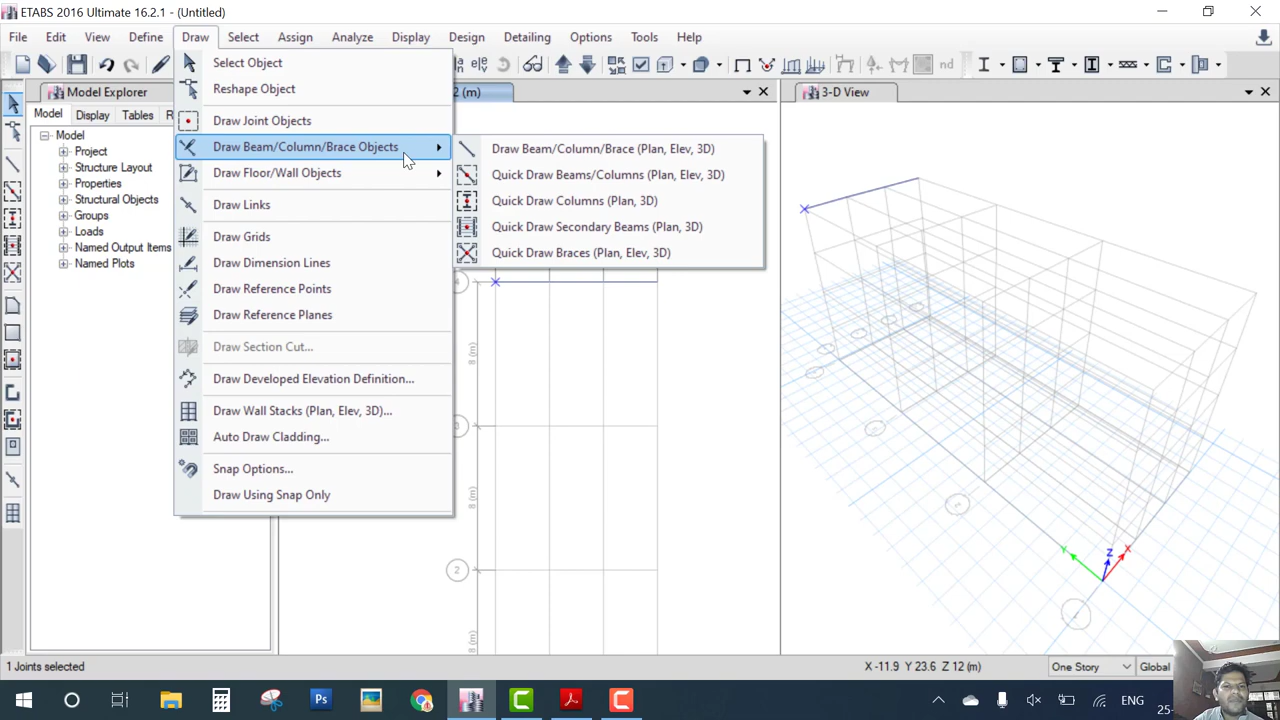 ETABS 2016 Ultimate 16.2.1 - (Untitled)
File Edit View Define Draw Select Assign Analyze Display Design Detailing Options Tools Help
nd
Model Explorer
2 (m)
3-D View
Model Display Tables R
Model
Project
Structure Layout
Properties
Structural Objects
Groups
Loads
Named Output Items
Named Plots
Select Object
Reshape Object
Draw Joint Objects
Draw Beam/Column/Brace Objects
Draw Floor/Wall Objects
Draw Links
Draw Grids
Draw Dimension Lines
Draw Reference Points
Draw Reference Planes
Draw Section Cut...
Draw Developed Elevation Definition...
Draw Wall Stacks (Plan, Elev, 3D)...
Auto Draw Cladding...
Snap Options...
Draw Using Snap Only
Draw Beam/Column/Brace (Plan, Elev, 3D)
Quick Draw Beams/Columns (Plan, Elev, 3D)
Quick Draw Columns (Plan, 3D)
Quick Draw Secondary Beams (Plan, 3D)
Quick Draw Braces (Plan, Elev, 3D)
8 (m)
8 (m)
2
8 (m)
X
Y
Z
1 Joints selected
X -11.9 Y 23.6 Z 12 (m)
One Story
Global
ENG
25-